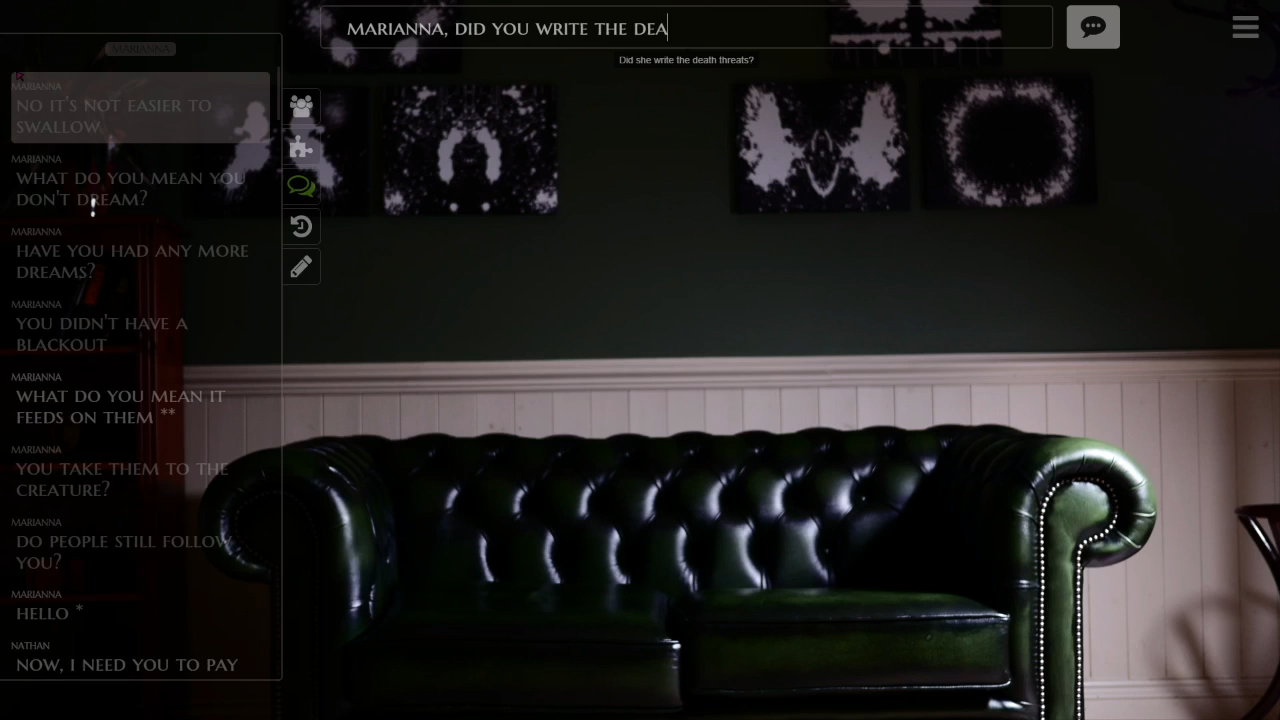 MARIANNA, DID YOU WRITE THE DEA
Did she write the death threats?
MARIANNA
MARIANNA
NO IT'S NOT EASIER TO
SWALLOW
MARIANNA
WHAT DO YOU MEAN YOU
DON'T DREAM?
MARIANNA
HAVE YOU HAD ANY MORE
DREAMS?
MARIANNA
YOU DIDN'T HAVE A
BLACKOUT
MARIANNA
WHAT DO YOU MEAN IT
FEEDS ON THEM **
MARIANNA
YOU TAKE THEM TO THE
CREATURE?
MARIANNA
DO PEOPLE STILL FOLLOW
YOU?
MARIANNA
HELLO *
NATHAN
NOW, I NEED YOU TO PAY